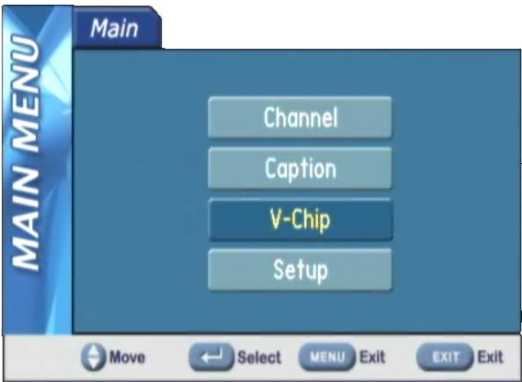 MAIN MENU
Main
Channel
Caption
V-Chip
Setup
Move Select MENU Exit EXIT Exit